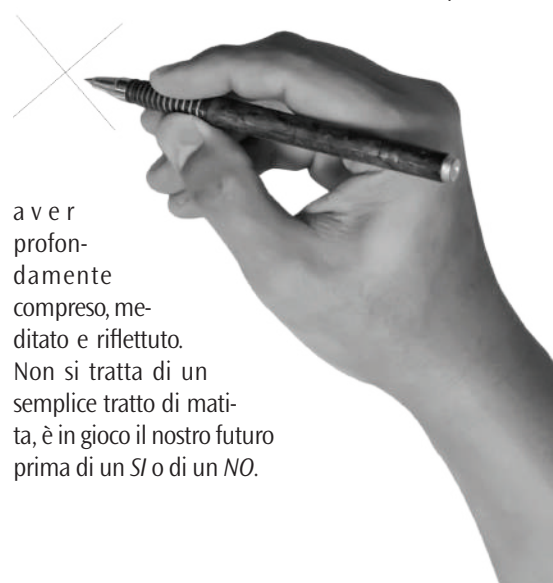 aver
profon-
damente
compreso, me-
ditato e riflettuto.
Non si tratta di un
semplice tratto di mati-
ta, è in gioco il nostro futuro
prima di un SI o di un NO.